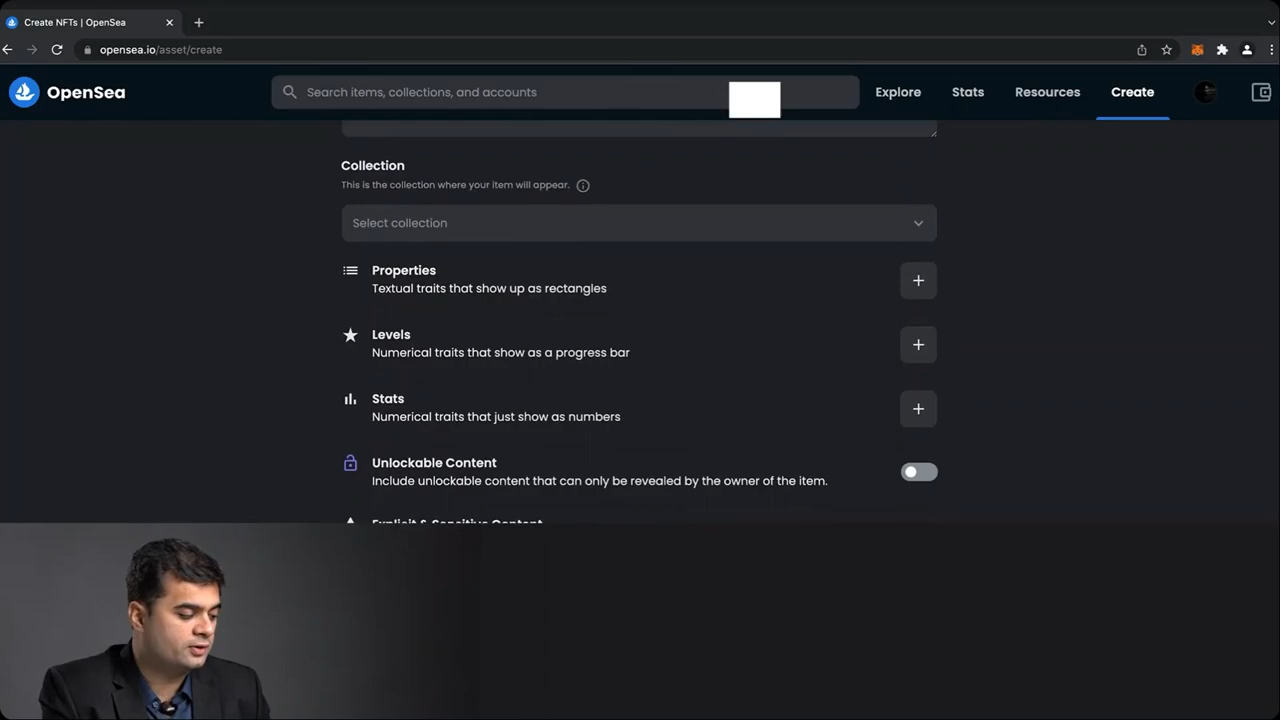 Create NFTs | OpenSea
opensea.io/asset/create
OpenSea
Search items, collections, and accounts
Explore
Stats
Resources
Create
Collection
This is the collection where your item will appear.
Select collection
Properties
Textual traits that show up as rectangles
Levels
Numerical traits that show as a progress bar
Stats
Numerical traits that just show as numbers
Unlockable Content
Include unlockable content that can only be revealed by the owner of the item.
Explicit & Sensitive Content